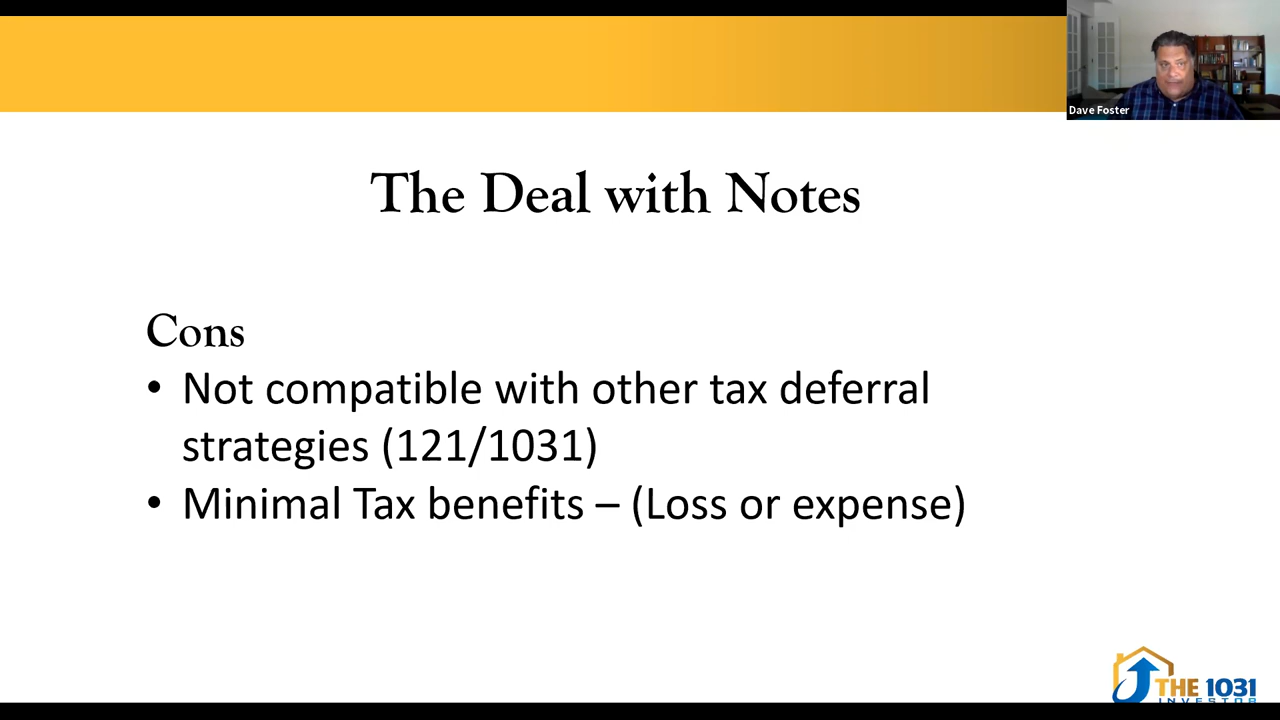 Dave Foster
The Deal with Notes
Cons
• Not compatible with other tax deferral
strategies (121/1031)
• Minimal Tax benefits – (Loss or expense)
THE 1031
INVESTOR